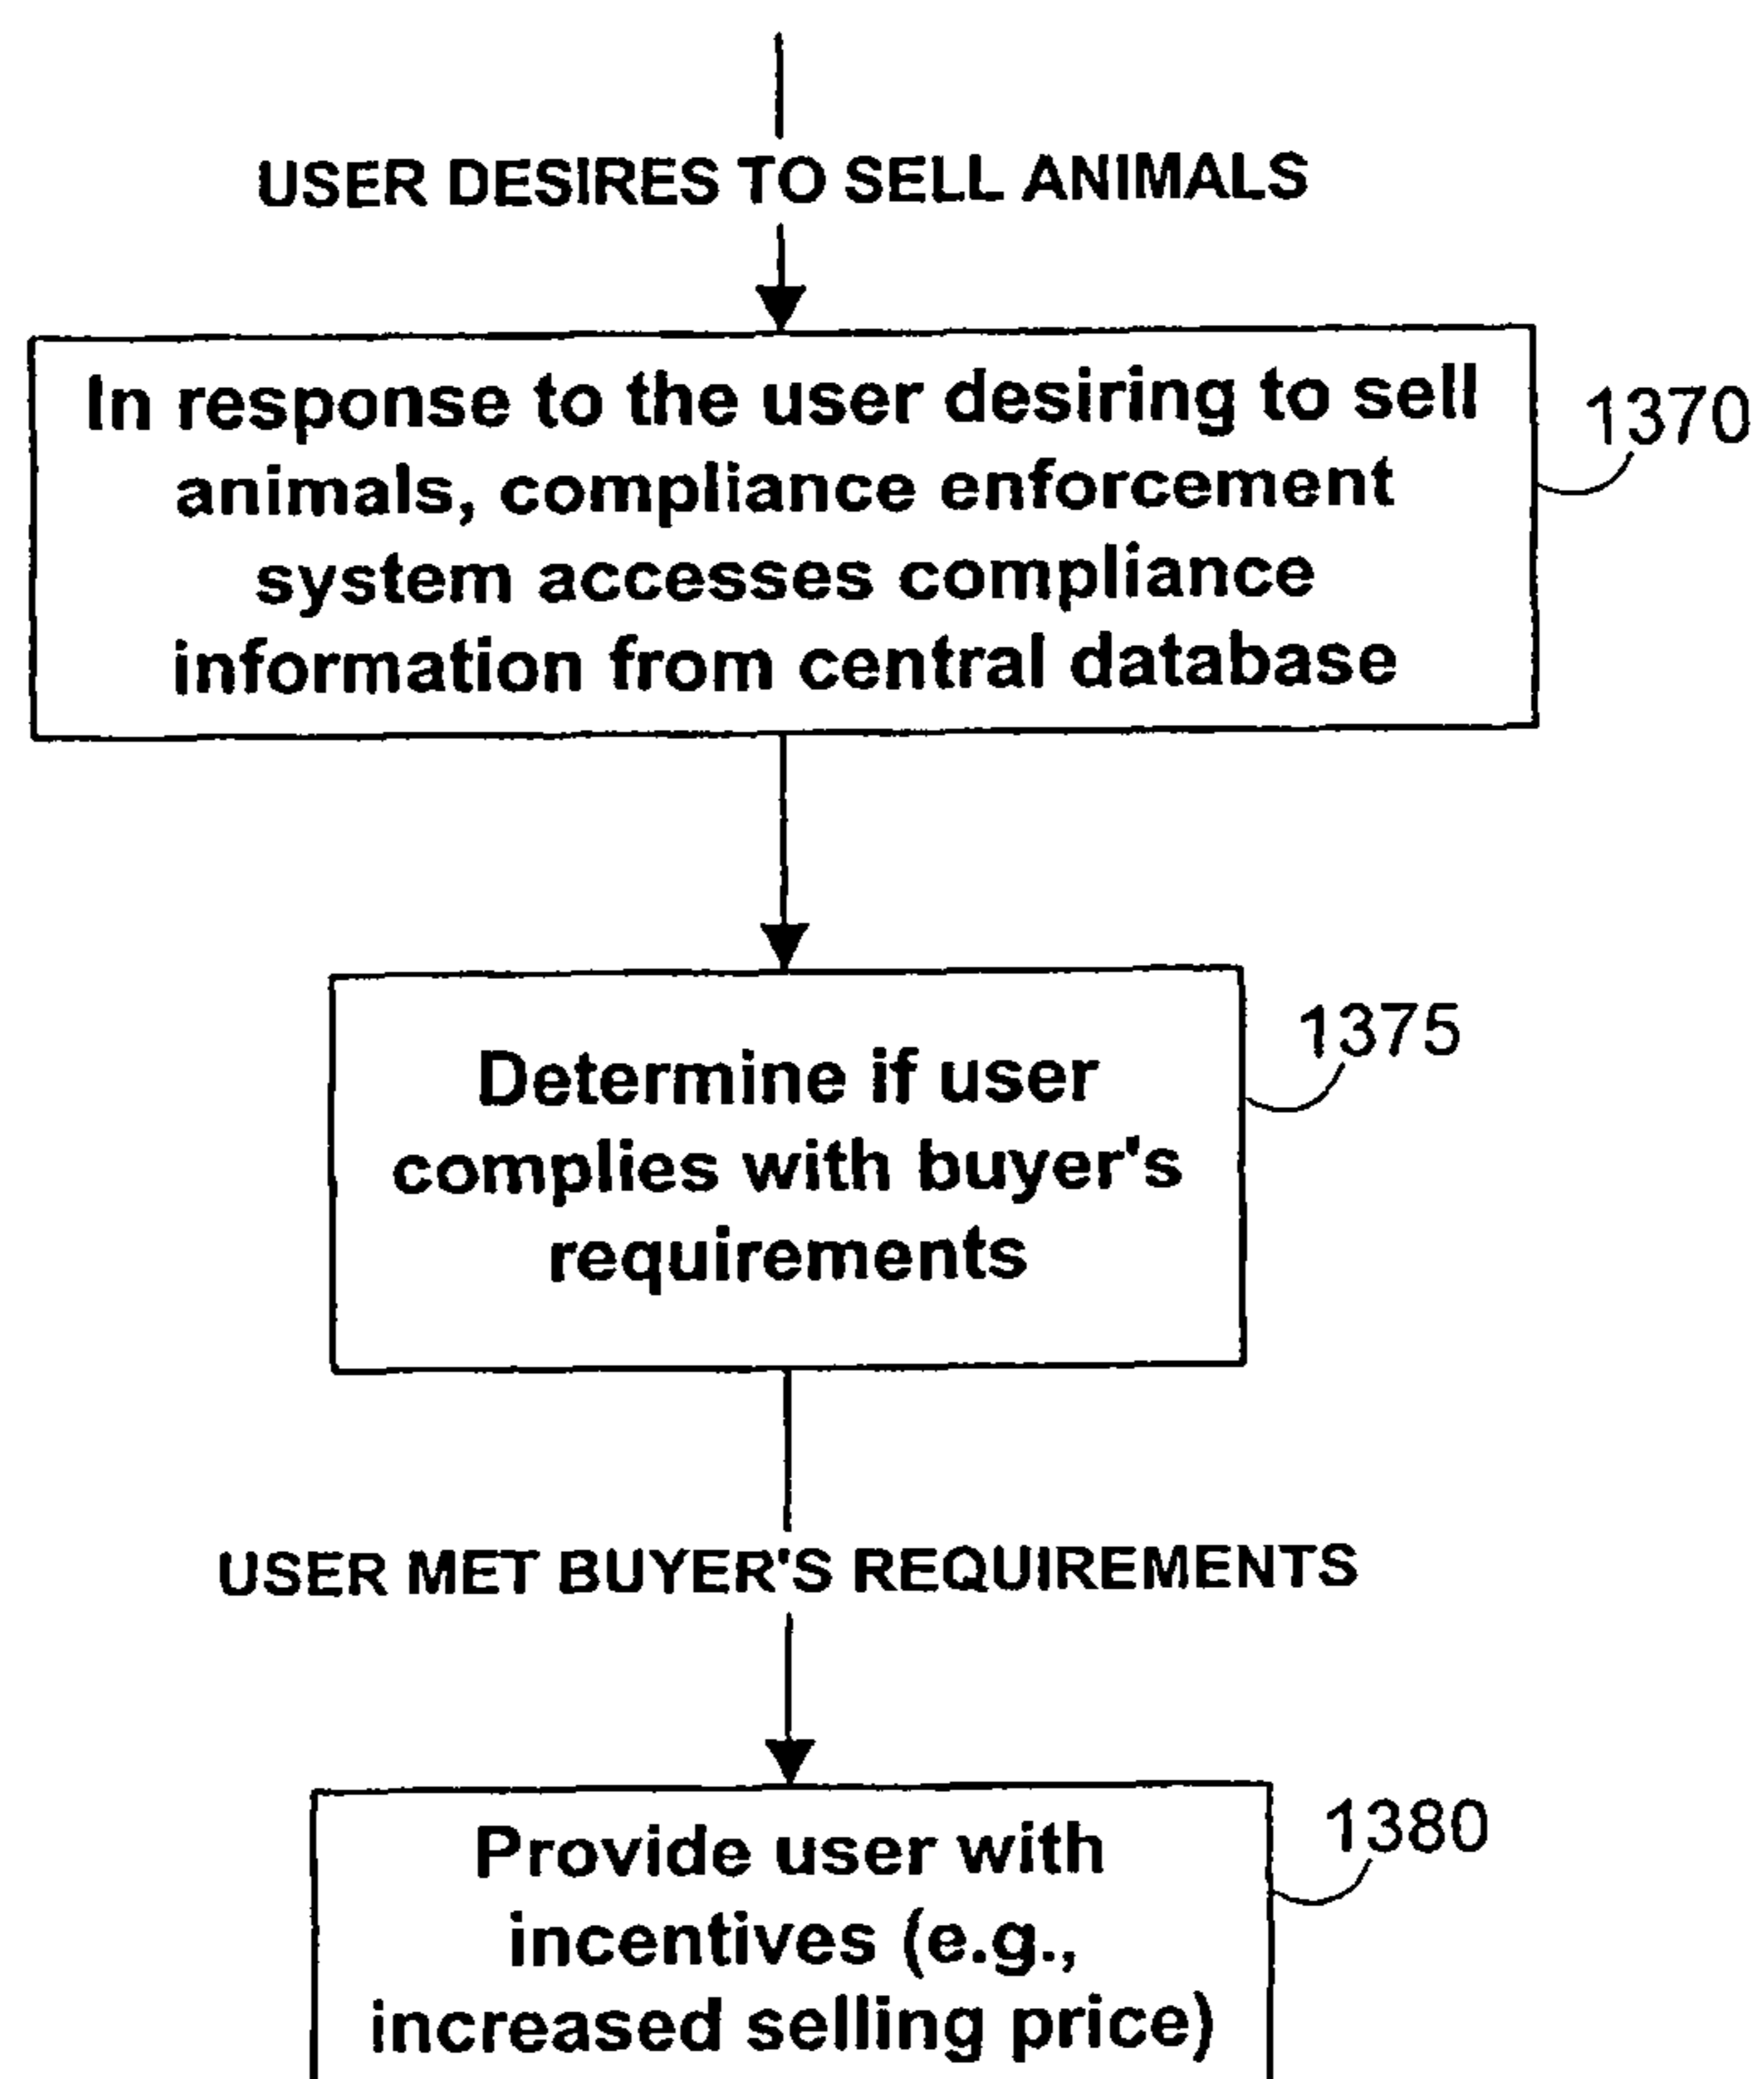 USER DESIRES TO SELL ANIMALS
In response to the user desiring to sell
animals, compliance enforcement
system accesses compliance
information from central database
1370
Determine if user
complies with buyer's
requirements
1375
USER MET BUYER'S REQUIREMENTS
Provide user with
incentives (e.g.,
increased selling price)
1380